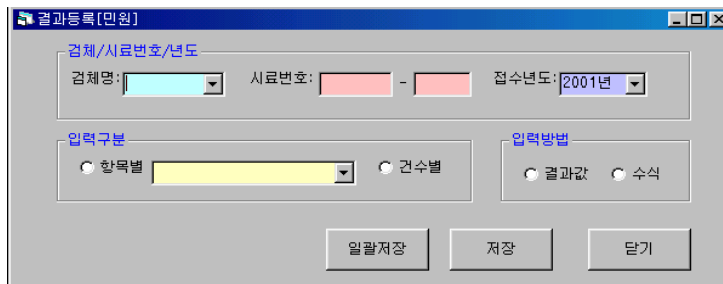 결과등록[민원]
검체/시료번호/년도
검체명: 시료번호: - 접수년도: 2001년
입력구분 입력방법
항목별 건수별 결과값 수식
일괄저장 저장 닫기